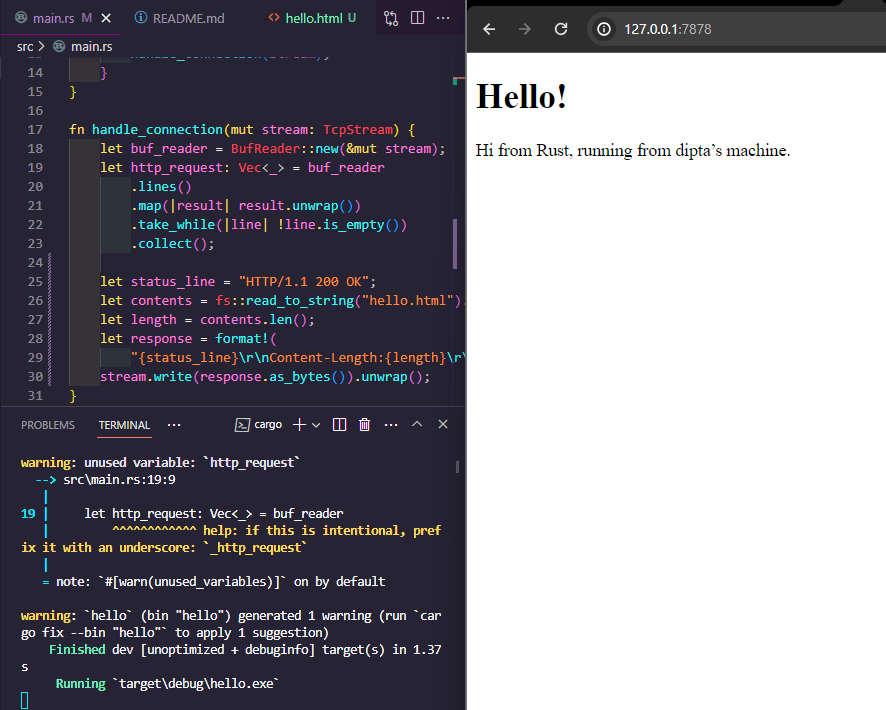 main.rs M
README.md
hello.html U
src > main.rs
14 }
15 }
16
17 fn handle_connection(mut stream: TcpStream) {
18 let buf_reader = BufReader::new(&mut stream);
19 let http_request: Vec<_> = buf_reader
20 .lines()
21 .map(|result| result.unwrap())
22 .take_while(|line| !line.is_empty())
23 .collect();
24
25 let status_line = "HTTP/1.1 200 OK";
26 let contents = fs::read_to_string("hello.html")
27 let length = contents.len();
28 let response = format!(
29 "{status_line}\r\nContent-Length:{length}\r\
30 stream.write(response.as_bytes()).unwrap();
31 }
PROBLEMS TERMINAL ... cargo
warning: unused variable: `http_request`
--> src\main.rs:19:9
|
19 | let http_request: Vec<_> = buf_reader
| ^^^^^^^^^^^^ help: if this is intentional, pref
ix it with an underscore: `_http_request`
|
= note: `#[warn(unused_variables)]` on by default
warning: `hello` (bin "hello") generated 1 warning (run `car
go fix --bin "hello"` to apply 1 suggestion)
Finished dev [unoptimized + debuginfo] target(s) in 1.37
s
Running `target\debug\hello.exe`
127.0.0.1:7878
Hello!
Hi from Rust, running from dipta’s machine.